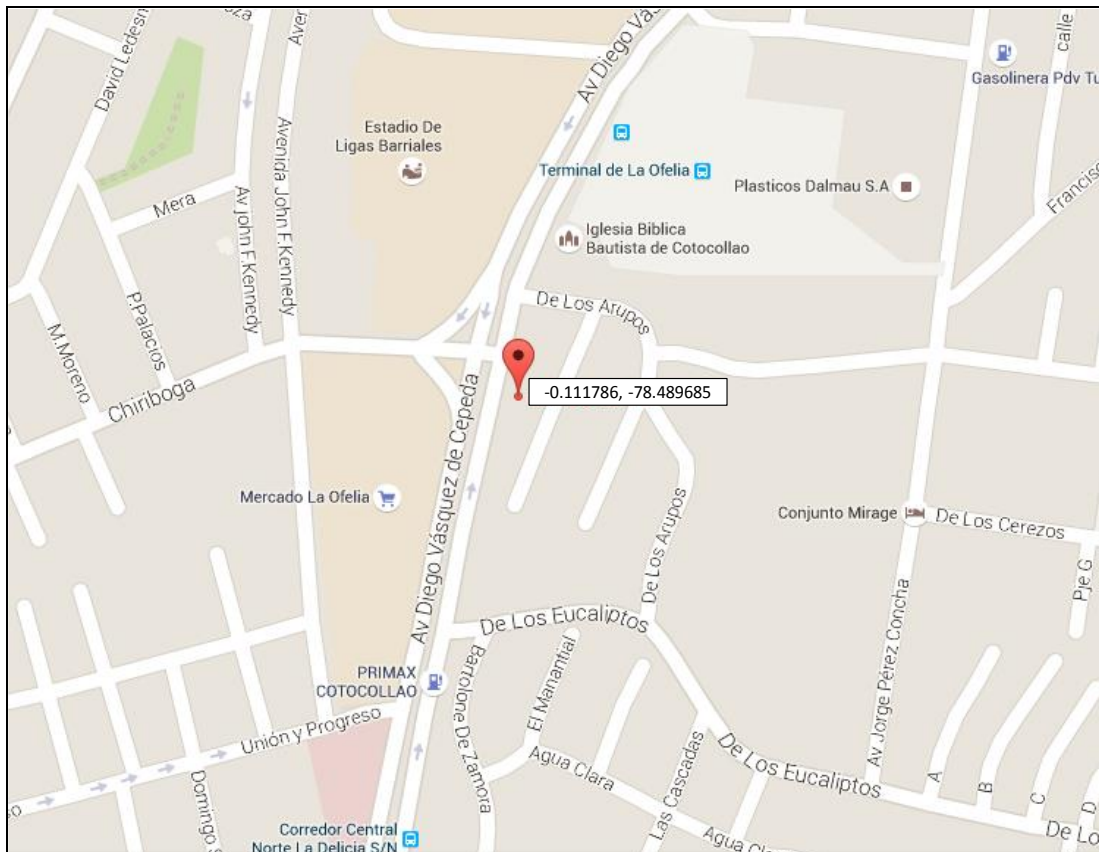 David Ledesm
Aven
Av Diego Vás
calle
Gasolinera Pdv Tu
Estadio De
Ligas Barriales
Terminal de La Ofelia
Plasticos Dalmau S.A
Francisc
Mera
Av john F.Kennedy
Avenida John F.Kennedy
Iglesia Biblica
Bautista de Cotocollao
P.Palacios
M.Moreno
De Los Arupos
Chiriboga
-0.111786, -78.489685
Av Diego Vásquez de Cepeda
Mercado La Ofelia
De Los Arupos
Conjunto Mirage
De Los Cerezos
Pje G
De Los Eucaliptos
PRIMAX
COTOCOLLAO
Bartolone De Zamora
El Manantial
Av Jorge Pérez Concha
Unión y Progreso
Agua Clara
Las Cascadas
De Los Eucaliptos
A
B
C
D
Domingo S
Corredor Central
Norte La Delicia S/N
Agua Cla
De Lo